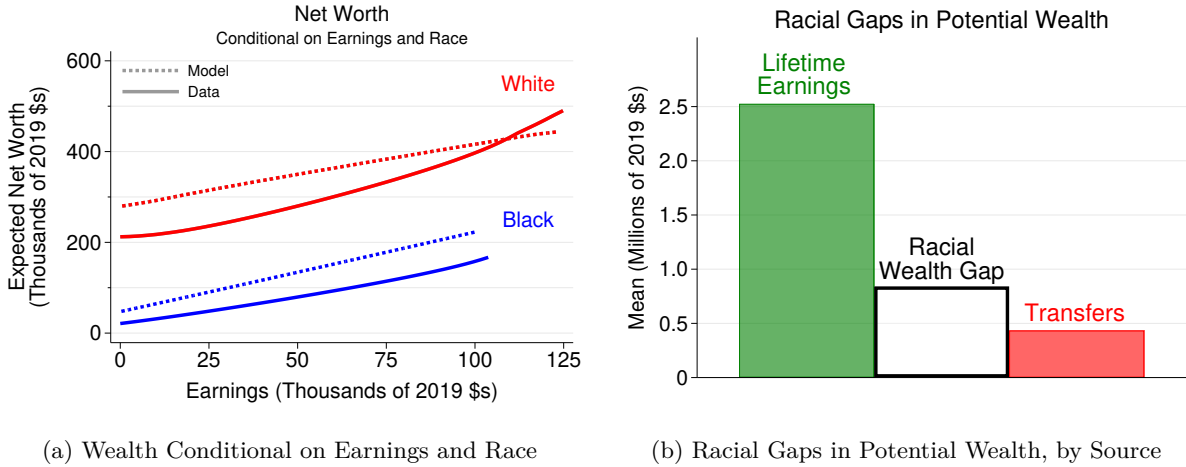 Net Worth
Conditional on Earnings and Race
Expected Net Worth
(Thousands of 2019 $s)
600
400
200
0
Model
Data
White
Black
0 25 50 75 100 125
Earnings (Thousands of 2019 $s)
(a) Wealth Conditional on Earnings and Race
Racial Gaps in Potential Wealth
Mean (Millions of 2019 $s)
2.5
2.0
1.5
1.0
0.5
0
Lifetime
Earnings
Racial
Wealth Gap
Transfers
(b) Racial Gaps in Potential Wealth, by Source